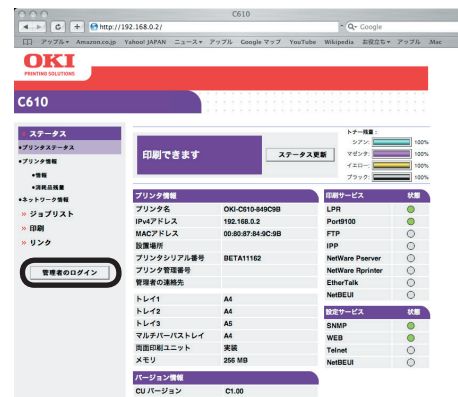 C610
http://192.168.0.2/
Q- Google
アップル▾ Amazon.co.jp Yahoo! JAPAN ニュース▾ アップル Google マップ YouTube Wikipedia お役立ち▾ アップル .Mac
OKI
PRINTING SOLUTIONS
C610
ステータス
●プリンタステータス
●プリンタ情報
●情報
●消耗品残量
●ネットワーク情報
» ジョブリスト
» 印刷
» リンク
管理者のログイン
印刷できます
ステータス更新
トナー残量:
シアン: 100%
マゼンタ: 100%
イエロー: 100%
ブラック: 100%
プリンタ情報
プリンタ名 OKI-C610-849C9B
IPv4アドレス 192.168.0.2
MACアドレス 00:80:87:84:9C:9B
設置場所
プリンタシリアル番号 BETA11162
プリンタ管理番号
管理者の連絡先
トレイ1 A4
トレイ2 A4
トレイ3 A5
マルチパーパストレイ A4
両面印刷ユニット 実装
メモリ 256 MB
バージョン情報
CU バージョン C1.00
印刷サービス 状態
LPR
Port9100
FTP
IPP
NetWare Pserver
NetWare Rprinter
EtherTalk
NetBEUI
設定サービス 状態
SNMP
WEB
Telnet
NetBEUI